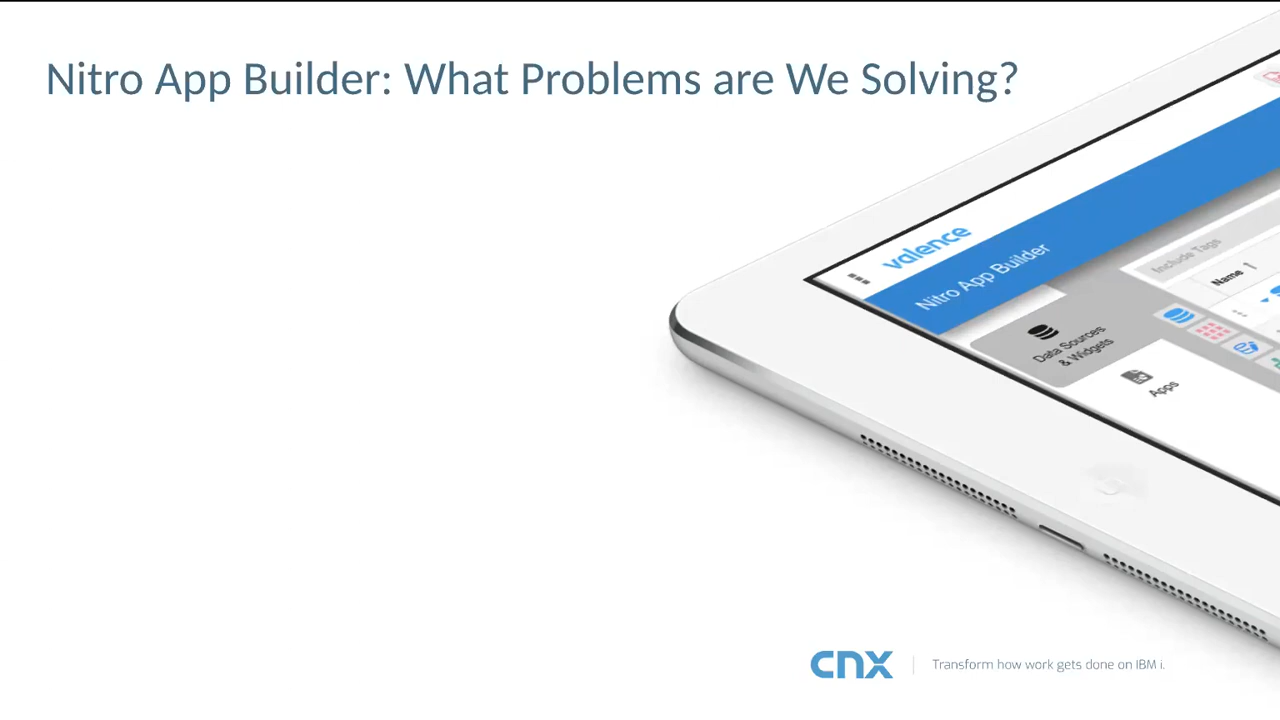 Nitro App Builder: What Problems are We Solving?
valence
Nitro App Builder
Include Tags
Name
Data Sources
& Widgets
Apps
cnx
Transform how work gets done on IBM i.